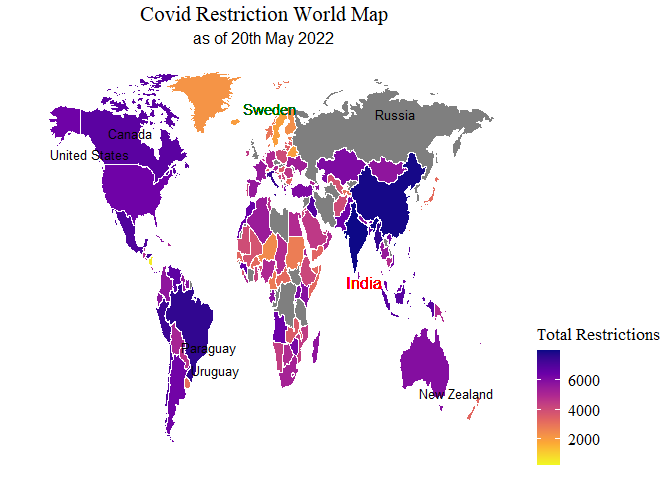 Covid Restriction World Map
as of 20th May 2022
Sweden
Russia
Canada
United States
India
Total Restrictions
Paraguay
Uruguay
6000
New Zealand
4000
2000